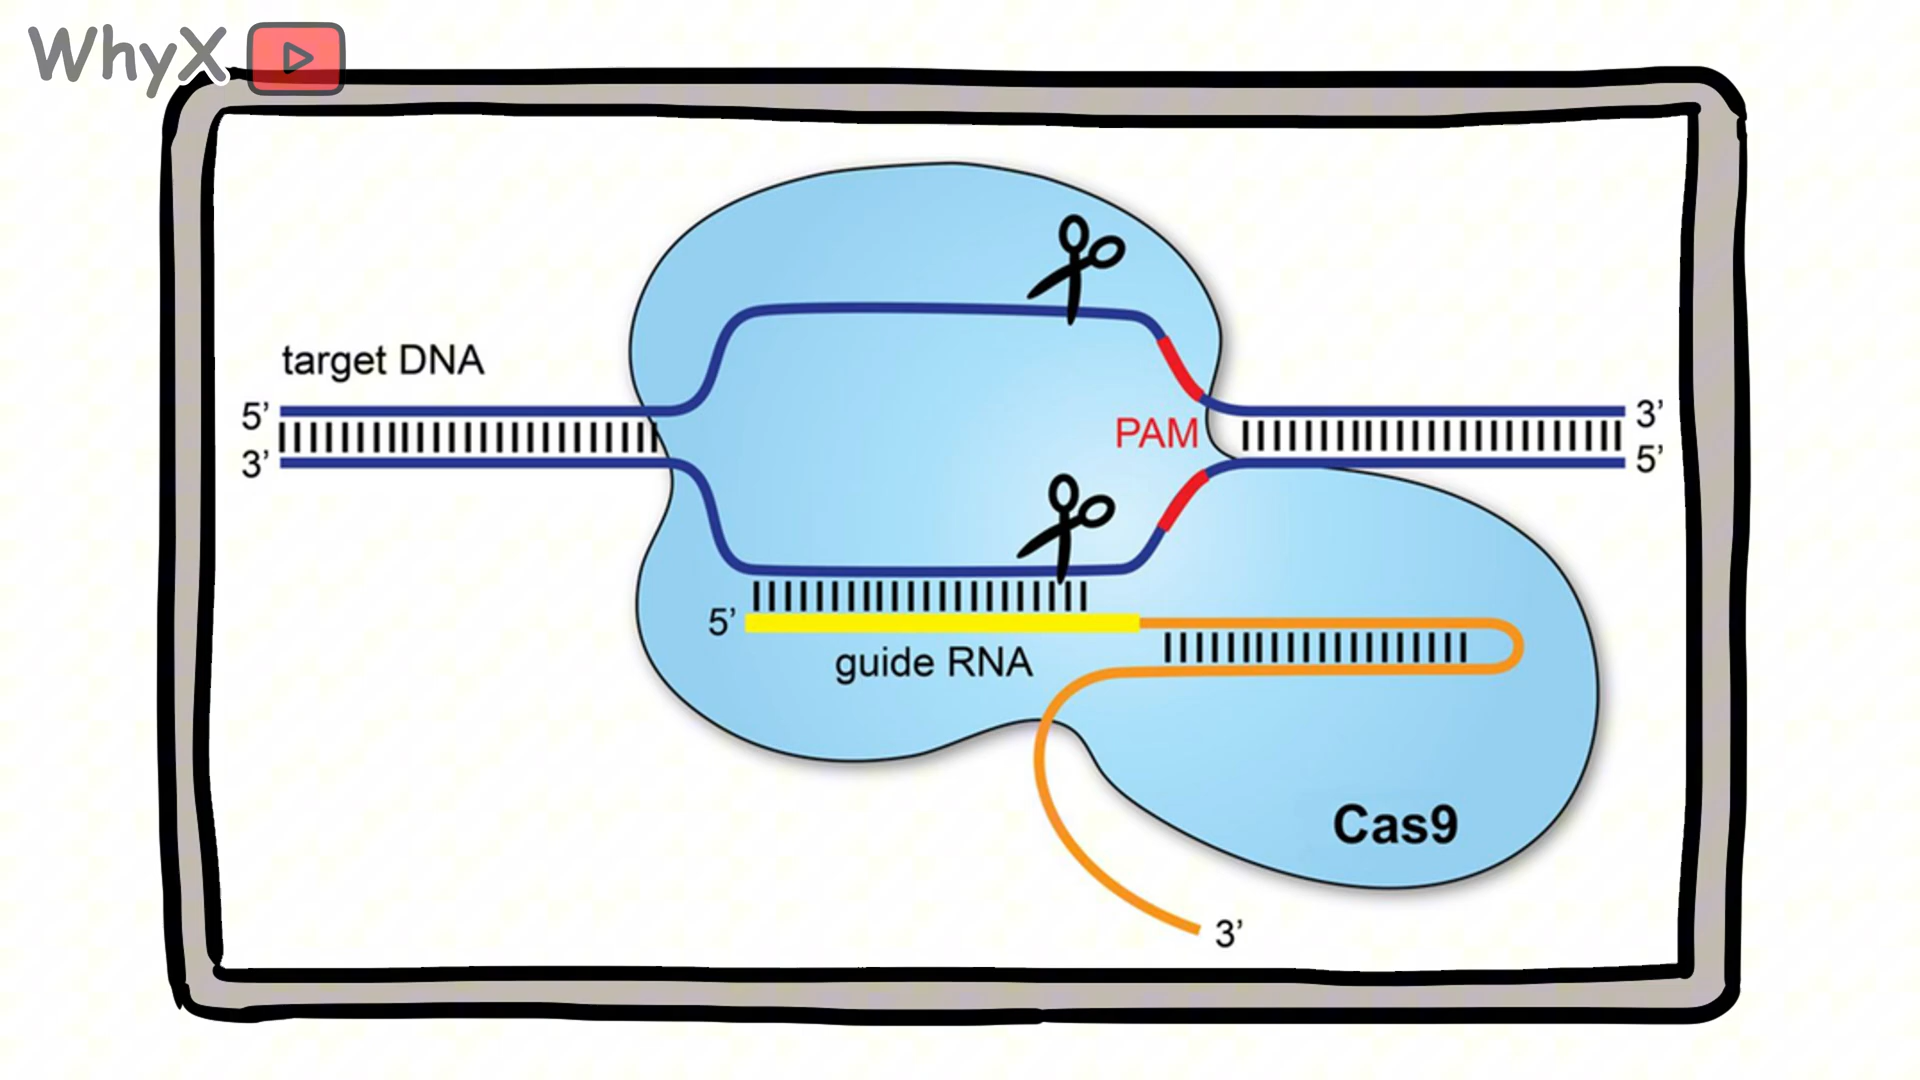 WhyX
target DNA
5’
3’
3’
5’
PAM
5’
guide RNA
Cas9
3’